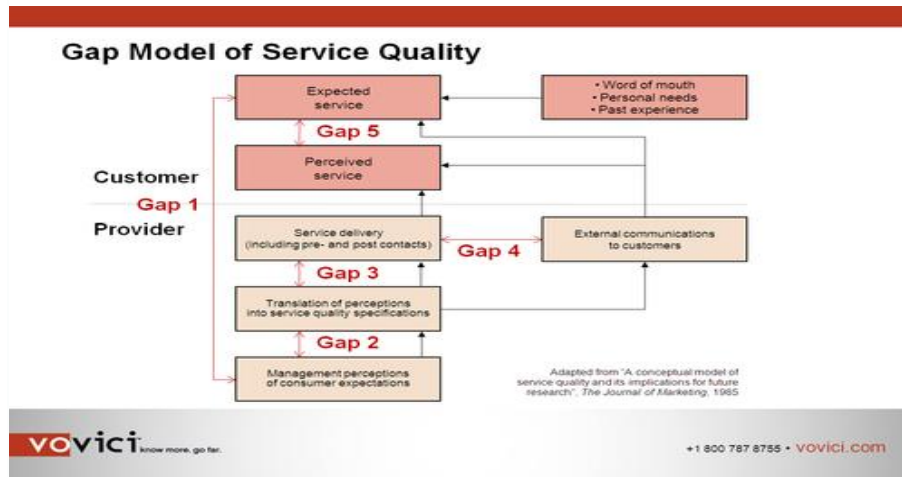 Gap Model of Service Quality
Expected
service
• Word of mouth
• Personal needs
• Past experience
Gap 5
Perceived
service
Customer
Gap 1
Provider
Service delivery
(including pre- and post contacts)
Gap 4
External communications
to customers
Gap 3
Translation of perceptions
into service quality specifications
Gap 2
Management perceptions
of consumer expectations
Adapted from "A conceptual model of
service quality and its implications for future
research", The Journal of Marketing, 1985
vovici know more. go far.
+1 800 787 8755 • vovici.com